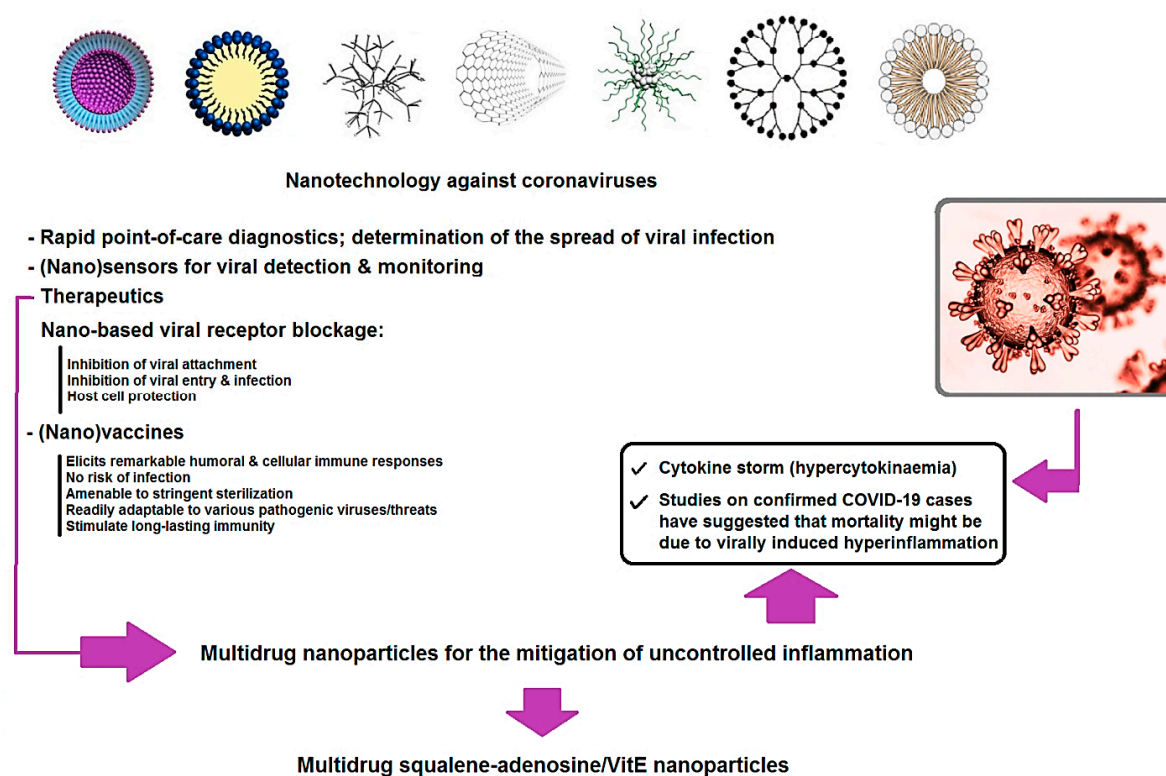 Nanotechnology against coronaviruses
- Rapid point-of-care diagnostics; determination of the spread of viral infection
- (Nano)sensors for viral detection & monitoring
- Therapeutics
Nano-based viral receptor blockage:
Inhibition of viral attachment
Inhibition of viral entry & infection
Host cell protection
- (Nano)vaccines
Elicits remarkable humoral & cellular immune responses
No risk of infection
Amenable to stringent sterilization
Readily adaptable to various pathogenic viruses/threats
Stimulate long-lasting immunity
✓ Cytokine storm (hypercytokinaemia)
✓ Studies on confirmed COVID-19 cases
have suggested that mortality might be
due to virally induced hyperinflammation
Multidrug nanoparticles for the mitigation of uncontrolled inflammation
Multidrug squalene-adenosine/VitE nanoparticles